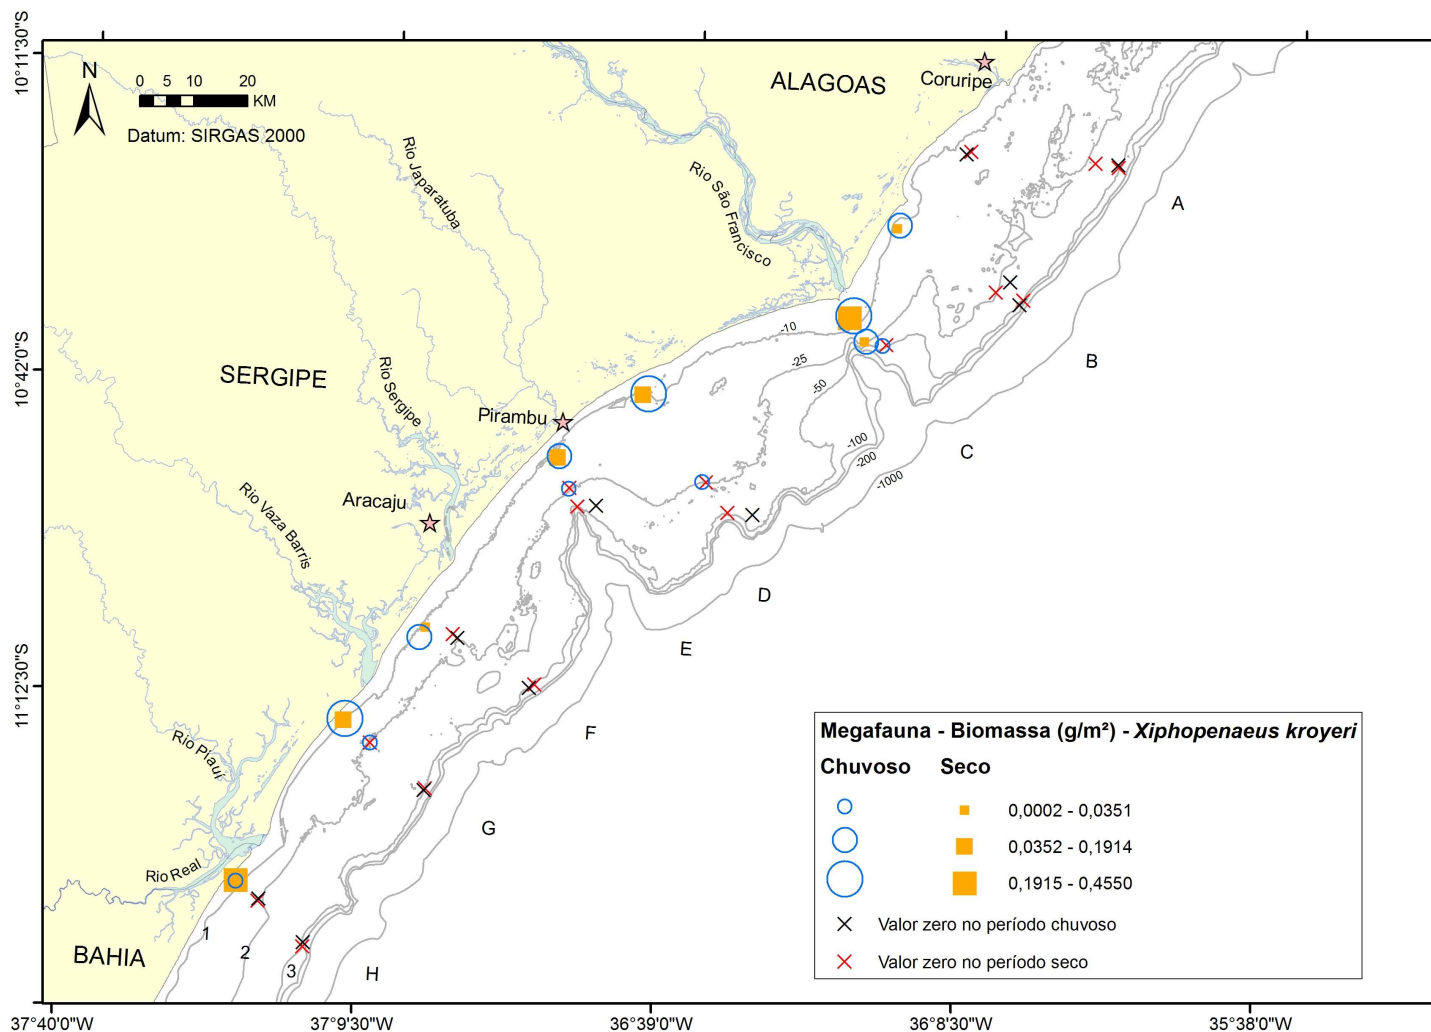 10°11'30"S
N
0 5 10 20
KM
Datum: SIRGAS 2000
ALAGOAS
Coruripe
Rio Japaratuba
Rio São Francisco
A
SERGIPE
10°42'0"S
-10
-25
-50
-100
-200
-1000
B
C
Rio Sergipe
Pirambu
Aracaju
Rio Vaza Barris
D
E
11°12'30"S
F
Rio Piauí
G
Rio Real
BAHIA
1
2
3
H
Megafauna - Biomassa (g/m²) - Xiphopenaeus kroyeri
Chuvoso Seco
0,0002 - 0,0351
0,0352 - 0,1914
0,1915 - 0,4550
Valor zero no período chuvoso
Valor zero no período seco
37°40'0"W 37°9'30"W 36°39'0"W 36°8'30"W 35°38'0"W